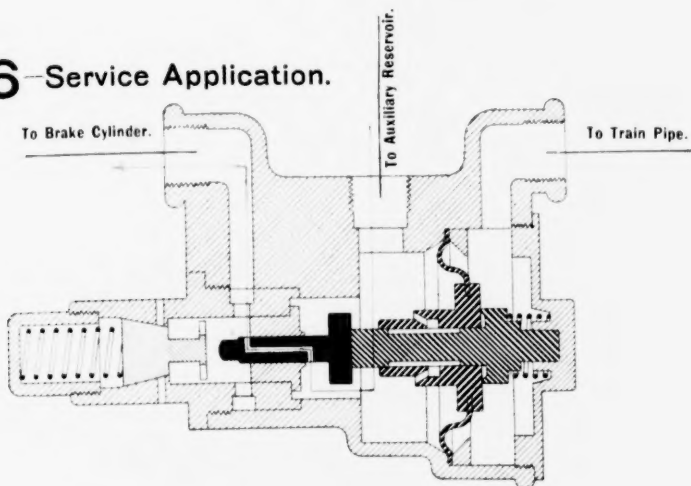 6—Service Application.
To Brake Cylinder.
To Auxiliary Reservoir.
To Train Pipe.